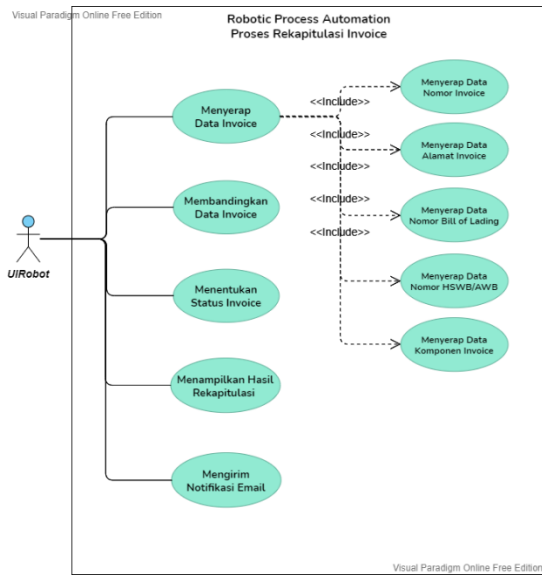 Visual Paradigm Online Free Edition
Robotic Process Automation
Proses Rekapitulasi Invoice
Menyerap
Data Invoice
<<Include>>
<<Include>>
<<Include>>
<<Include>>
<<Include>>
Menyerap Data
Nomor Invoice
Menyerap Data
Alamat Invoice
Membandingkan
Data Invoice
Menyerap Data
Nomor Bill of Lading
UIRobot
Menentukan
Status Invoice
Menyerap Data
Nomor HSWB/AWB
Menyerap Data
Komponen Invoice
Menampilkan Hasil
Rekapitulasi
Mengirim
Notifikasi Email
Visual Paradigm Online Free Edition